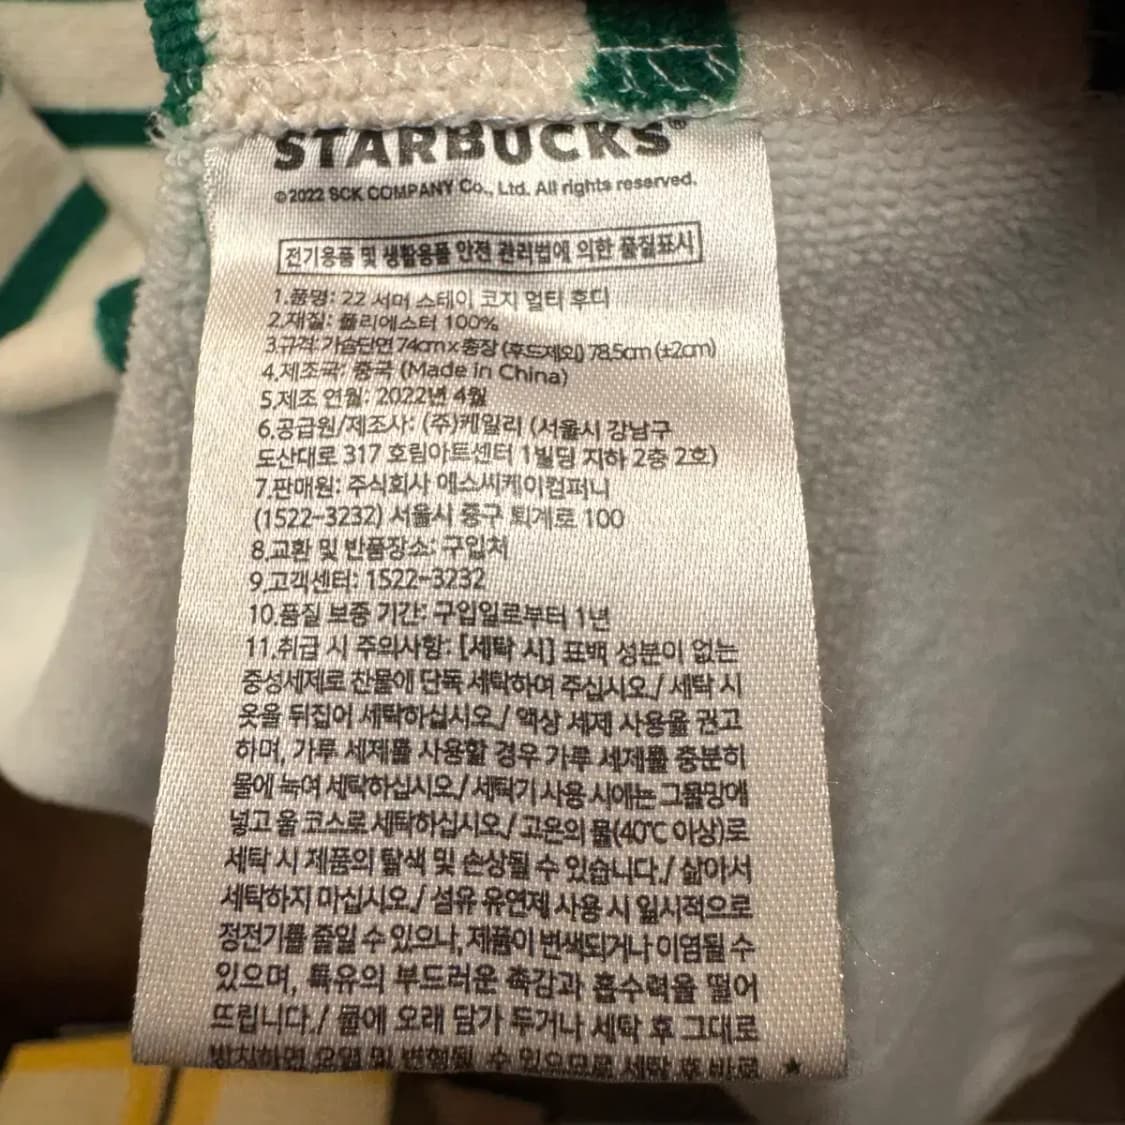 STARBUCKS®
©2022 SCK COMPANY Co., Ltd. All rights reserved.
전기용품 및 생활용품 안전 관리법에 의한 품질표시
1.품명: 22 서머 스테이 코지 멀티 후디
2.재질: 폴리에스터 100%
3.규격:가슴단면 74cm x 총장 (후드제외) 78.5cm (±2cm)
4.제조국: 중국 (Made in China)
5.제조 연월: 2022년 4월
6.공급원/제조사: (주)케일리 (서울시 강남구
도산대로 317 호림아트센터 1빌딩 지하 2층 2호)
7.판매원: 주식회사 에스씨케이컴퍼니
(1522-3232) 서울시 중구 퇴계로 100
8.교환 및 반품장소: 구입처
9.고객센터: 1522-3232
10.품질 보증 기간: 구입일로부터 1년
11.취급 시 주의사항: [세탁 시] 표백 성분이 없는
중성세제로 찬물에 단독 세탁하여 주십시오./ 세탁 시
옷을 뒤집어 세탁하십시오./ 액상 세제 사용을 권고
하며, 가루 세제를 사용할 경우 가루 세제를 충분히
물에 녹여 세탁하십시오./ 세탁기 사용 시에는 그물망에
넣고 울 코스로 세탁하십시오./ 고온의 물(40℃ 이상)로
세탁 시 제품의 탈색 및 손상될 수 있습니다./ 삶아서
세탁하지 마십시오./ 섬유 유연제 사용 시 일시적으로
정전기를 줄일 수 있으나, 제품이 변색되거나 이염될 수
있으며, 특유의 부드러운 촉감과 흡수력을 떨어
뜨립니다./ 물에 오래 담가 두거나 세탁 후 그대로
방치하면 오염 및 변형될 수 있으므로 세탁 후 바로